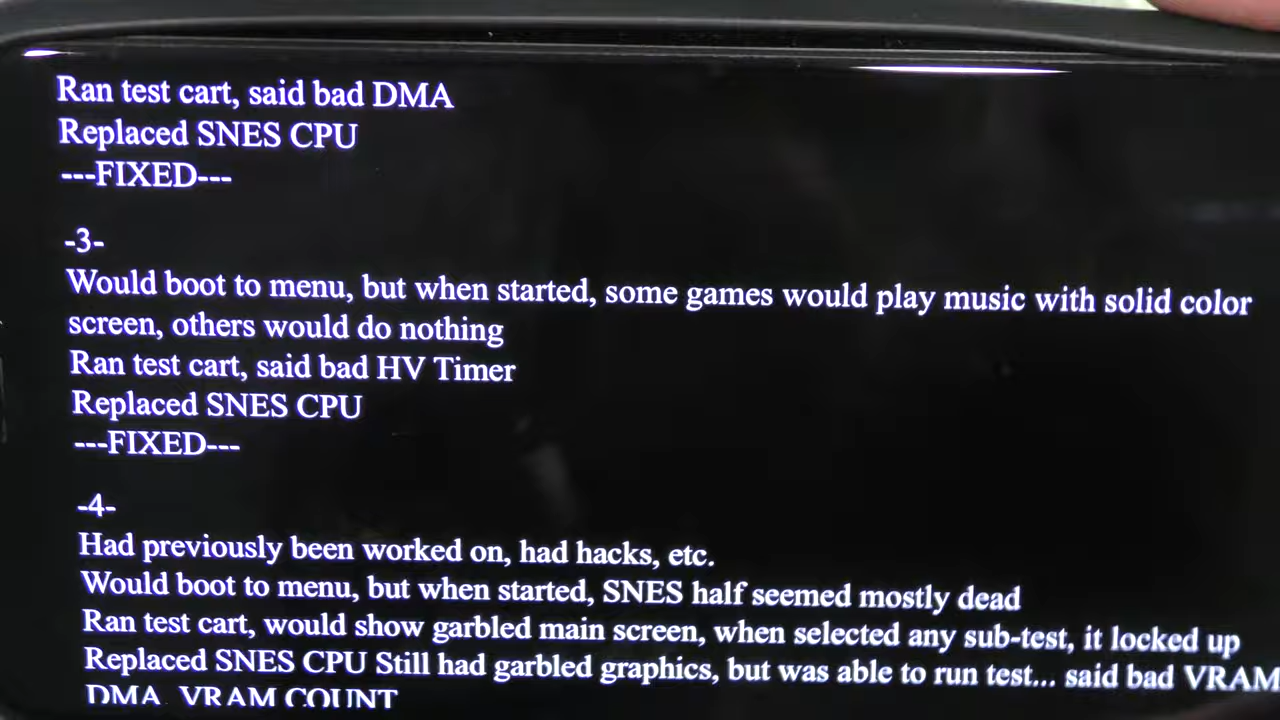 Ran test cart, said bad DMA
Replaced SNES CPU
---FIXED---
-3-
Would boot to menu, but when started, some games would play music with solid color
screen, others would do nothing
Ran test cart, said bad HV Timer
Replaced SNES CPU
---FIXED---
-4-
Had previously been worked on, had hacks, etc.
Would boot to menu, but when started, SNES half seemed mostly dead
Ran test cart, would show garbled main screen, when selected any sub-test, it locked up
Replaced SNES CPU Still had garbled graphics, but was able to run test... said bad VRAM
DMA VRAM COUNT